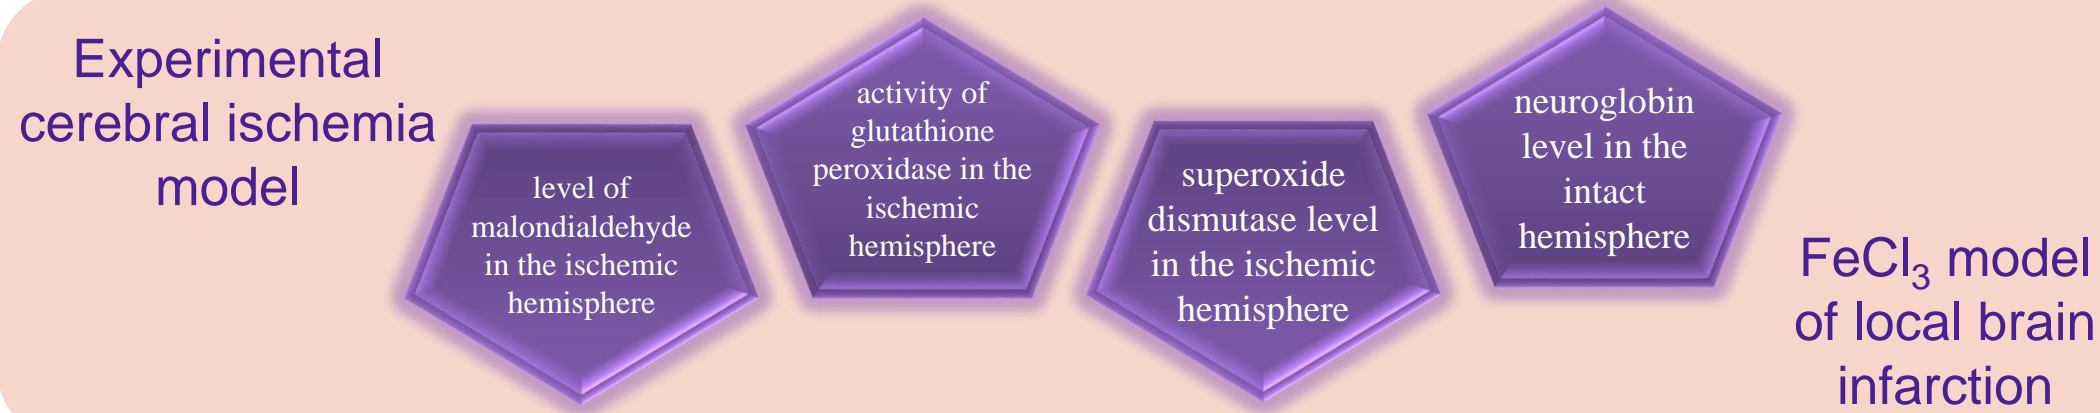 Experimental
cerebral ischemia
model
level of
malondialdehyde
in the ischemic
hemisphere
activity of
glutathione
peroxidase in the
ischemic
hemisphere
superoxide
dismutase level
in the ischemic
hemisphere
neuroglobin
level in the
intact
hemisphere
FeCl₃ model
of local brain
infarction